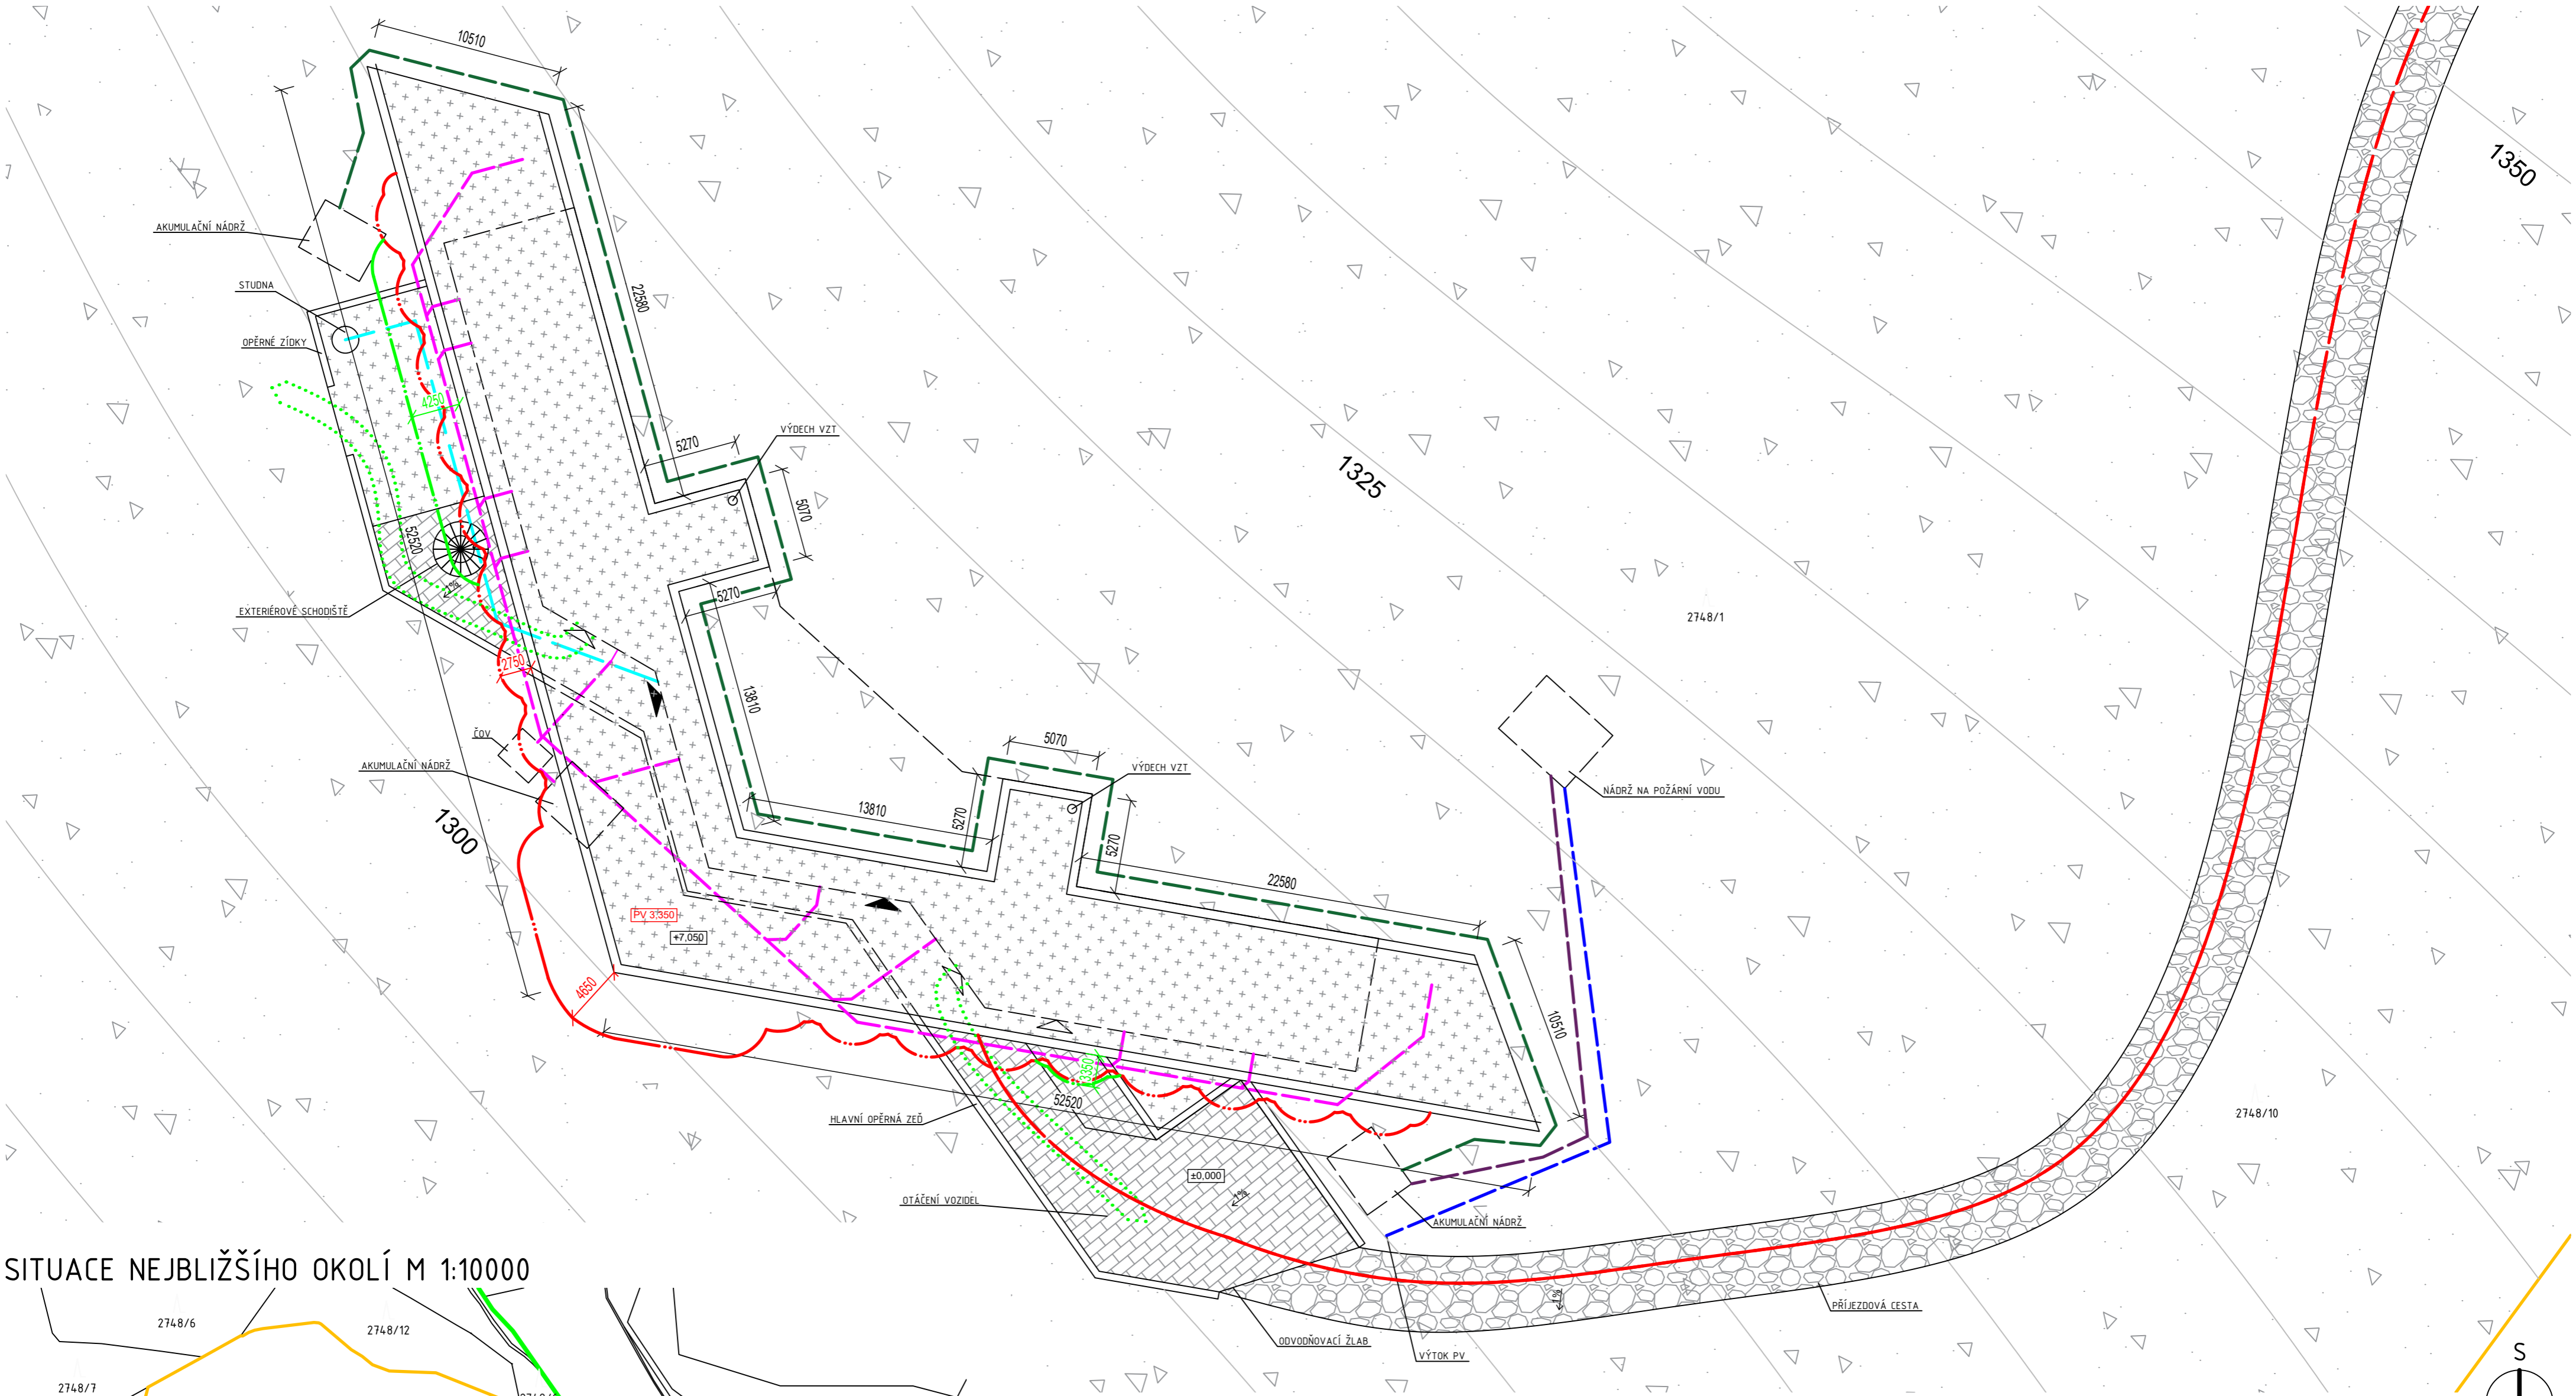 10510
1350
AKUMULAČNÍ NÁDRŽ
STUDNA
22580
OPĚRNÉ ZÍDKY
4250
VÝDECH VZT
5270
1325
5070
52520
1%
5270
EXTERIÉROVÉ SCHODIŠTĚ
2748/1
2750
13810
ČOV
5070
AKUMULAČNÍ NÁDRŽ
VÝDECH VZT
NÁDRŽ NA POŽÁRNÍ VODU
13810
5270
1300
5270
22580
PV 3,350
+7,050
4650
10510
3350
52520
HLAVNÍ OPĚRNÁ ZEĎ
2748/10
±0,000
1%
OTÁČENÍ VOZIDEL
AKUMULAČNÍ NÁDRŽ
SITUACE NEJBLIŽŠÍHO OKOLÍ M 1:10000
1%
PŘÍJEZDOVÁ CESTA
2748/6
2748/12
ODVODŇOVACÍ ŽLAB
VÝTOK PV
S
2748/7